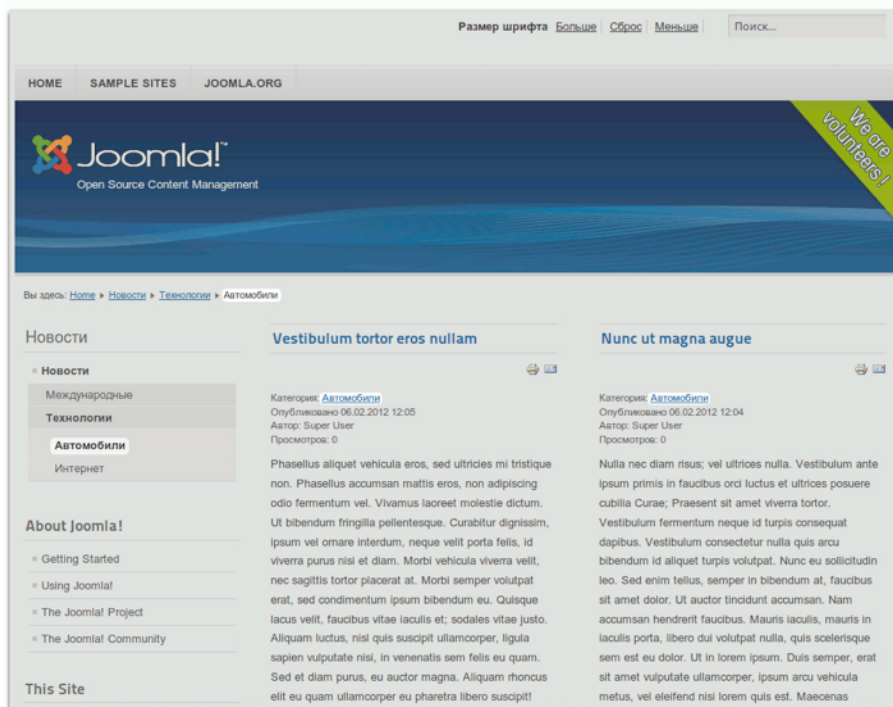 Размер шрифта Больше Сброс Меньше Поиск...
HOME SAMPLE SITES JOOMLA.ORG
Joomla!™
Open Source Content Management
We are
volunteers !
Вы здесь: Home Новости Технологии Автомобили
Новости
Новости
Международные
Технологии
Автомобили
Интернет
About Joomla!
Getting Started
Using Joomla!
The Joomla! Project
The Joomla! Community
This Site
Vestibulum tortor eros nullam
Категория: Автомобили
Опубликовано 06.02.2012 12:05
Автор: Super User
Просмотров: 0
Phasellus aliquet vehicula eros, sed ultricies mi tristique
non. Phasellus accumsan mattis eros, non adipiscing
odio fermentum vel. Vivamus laoreet molestie dictum.
Ut bibendum fringilla pellentesque. Curabitur dignissim,
ipsum vel ornare interdum, neque velit porta felis, id
viverra purus nisi et diam. Morbi vehicula viverra velit,
nec sagittis tortor placerat at. Morbi semper volutpat
erat, sed condimentum ipsum bibendum eu. Quisque
lacus velit, faucibus vitae iaculis et; sodales vitae justo.
Aliquam luctus, nisl quis suscipit ullamcorper, ligula
sapien vulputate nisi, in venenatis sem felis eu quam.
Sed et diam purus, eu auctor magna. Aliquam rhoncus
elit eu quam ullamcorper eu pharetra libero suscipit!
Nunc ut magna augue
Категория: Автомобили
Опубликовано 06.02.2012 12:04
Автор: Super User
Просмотров: 0
Nulla nec diam risus; vel ultrices nulla. Vestibulum ante
ipsum primis in faucibus orci luctus et ultrices posuere
cubilia Curae; Praesent sit amet viverra tortor.
Vestibulum fermentum neque id turpis consequat
dapibus. Vestibulum consectetur nulla quis arcu
bibendum id aliquet turpis volutpat. Nunc eu sollicitudin
leo. Sed enim tellus, semper in bibendum at, faucibus
sit amet dolor. Ut auctor tincidunt accumsan. Nam
accumsan hendrerit faucibus. Mauris iaculis, mauris in
iaculis porta, libero dui volutpat nulla, quis scelerisque
sem est eu dolor. Ut in lorem ipsum. Duis semper, erat
sit amet vulputate ullamcorper, ipsum arcu vehicula
metus, vel eleifend nisi lorem quis est. Maecenas